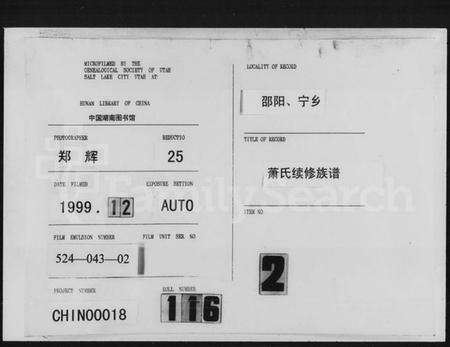 MICROFILMED BY THE
GENEALOGICAL SOCIETY OF UTAH
SALT LAKE CITY UTAH AT
HUNAN LIBRARY OF CHINA
中国湖南图书馆
PHOTOGRAPHER REDUCTIO
郑 辉 25
DATE FILMED EXPOSURE SETTION
1999. 12 AUTO
FILM EMULSION NUMBER FILM UNIT SER NO
524—043—02
PROJECT NUMBER ROLL NUMBER
CHIN00018 116
LOCALITY OF RECORD
邵阳、宁乡
TITLE OF RECORD
萧氏续修族谱
ITEM NO
2
FamilySearch